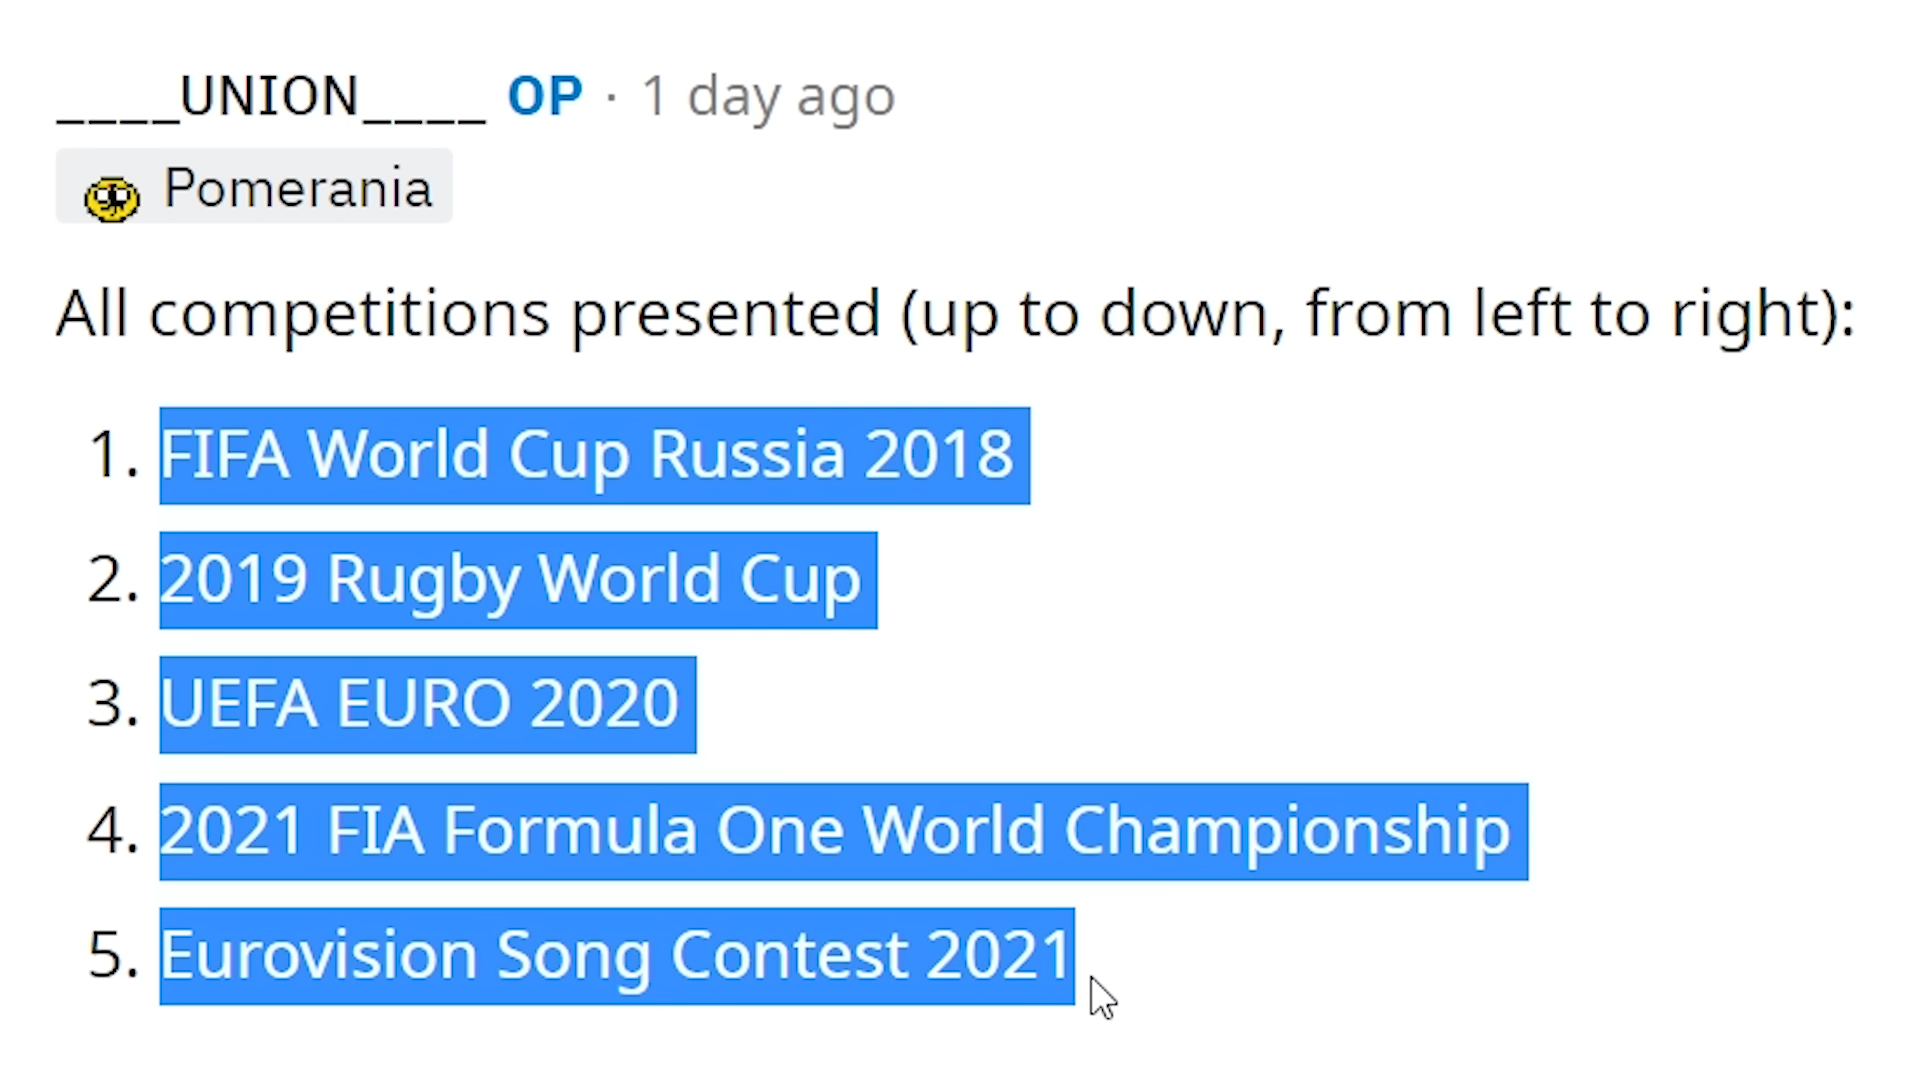 ____UNION____ OP · 1 day ago
Pomerania
All competitions presented (up to down, from left to right):
1. FIFA World Cup Russia 2018
2. 2019 Rugby World Cup
3. UEFA EURO 2020
4. 2021 FIA Formula One World Championship
5. Eurovision Song Contest 2021